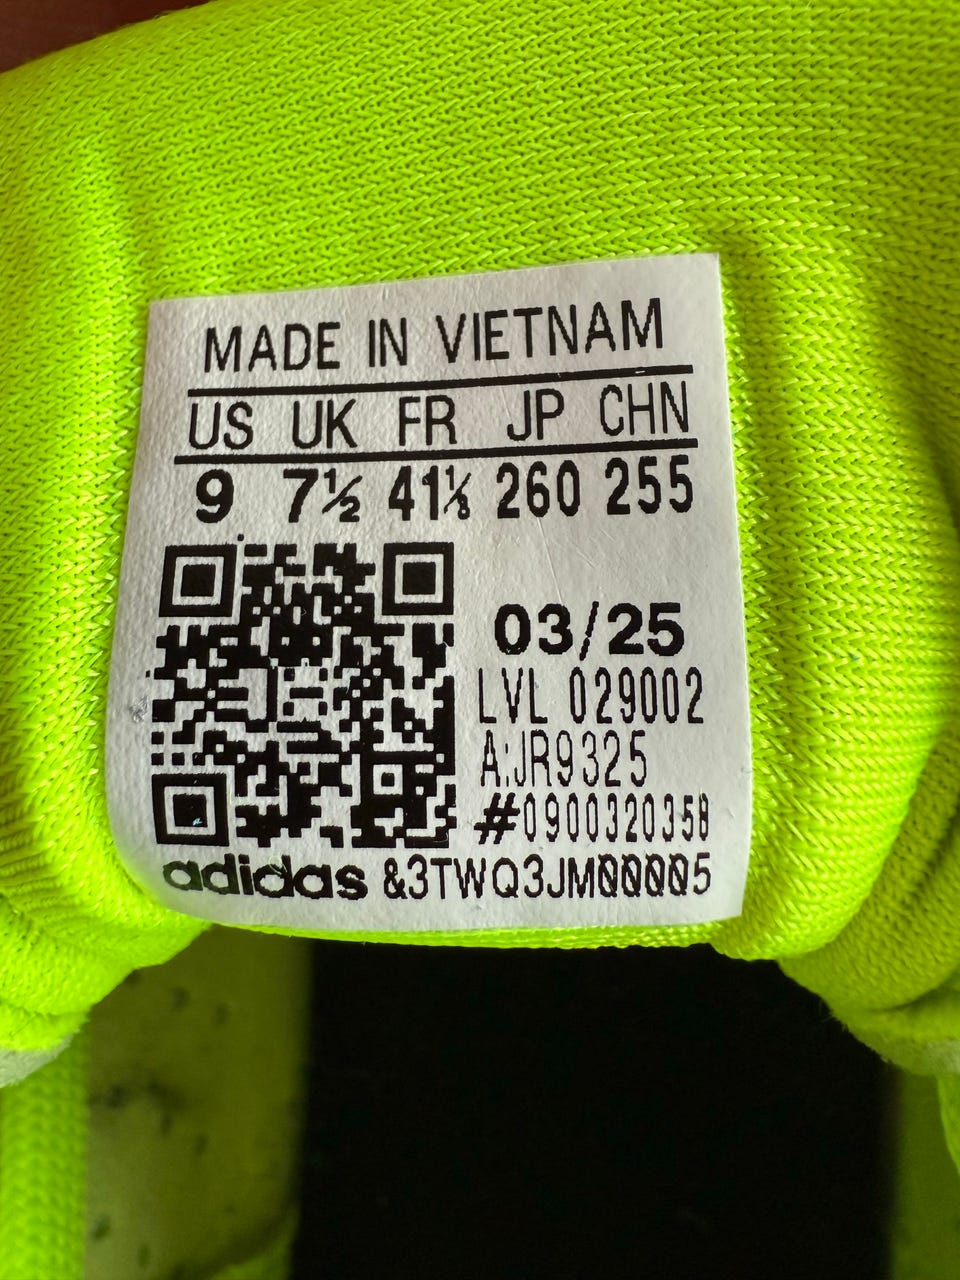 MADE IN VIETNAM
US UK FR JP CHN
9 7½ 41⅓ 260 255
03/25
LVL 029002
A:JR9325
#0900320358
adidas &3TWQ3JM00005